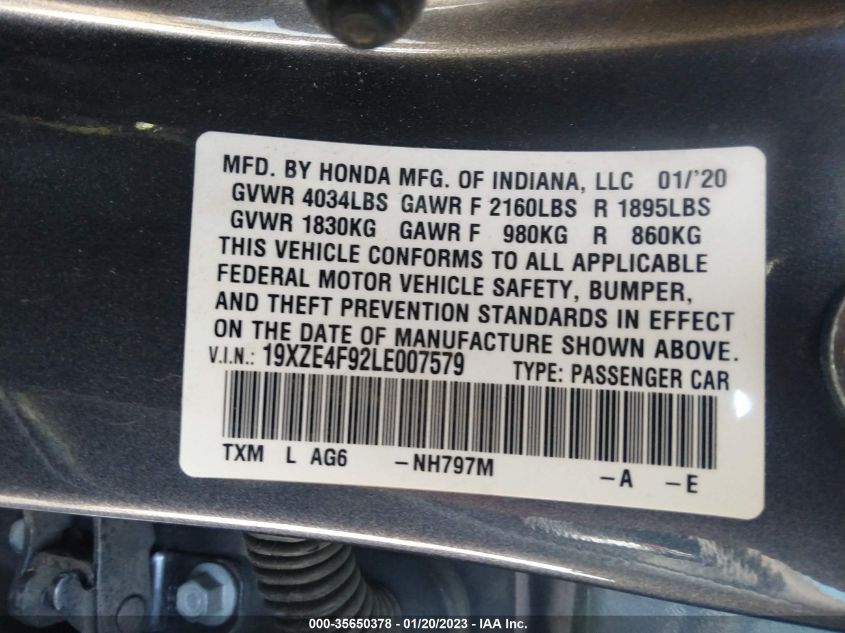 MFD. BY HONDA MFG. OF INDIANA, LLC 01/'20
GVWR 4034LBS GAWR F 2160LBS R 1895LBS
GVWR 1830KG GAWR F 980KG R 860KG
THIS VEHICLE CONFORMS TO ALL APPLICABLE
FEDERAL MOTOR VEHICLE SAFETY, BUMPER,
AND THEFT PREVENTION STANDARDS IN EFFECT
ON THE DATE OF MANUFACTURE SHOWN ABOVE.
V.I.N.: 19XZE4F92LE007579 TYPE: PASSENGER CAR
TXM L AG6 -NH797M -A -E
000-35650378 - 01/20/2023 - IAA Inc.